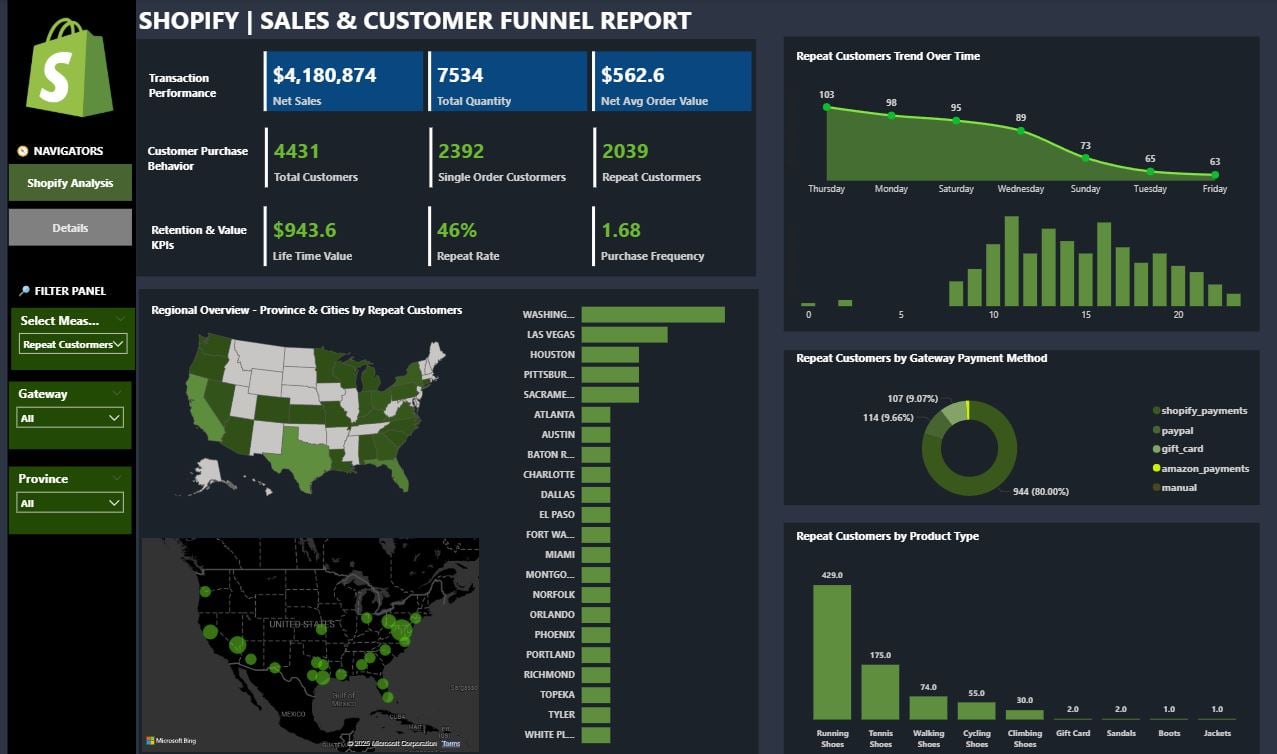 SHOPIFY | SALES & CUSTOMER FUNNEL REPORT
NAVIGATORS
Shopify Analysis
Details
FILTER PANEL
Select Meas...
Repeat Custormers
Gateway
All
Province
All
Transaction
Performance
$4,180,874
Net Sales
7534
Total Quantity
$562.6
Net Avg Order Value
Customer Purchase
Behavior
4431
Total Customers
2392
Single Order Custormers
2039
Repeat Custormers
Retention & Value
KPIs
$943.6
Life Time Value
46%
Repeat Rate
1.68
Purchase Frequency
Regional Overview - Province & Cities by Repeat Customers
WASHING...
LAS VEGAS
HOUSTON
PITTSBUR...
SACRAME...
ATLANTA
AUSTIN
BATON R...
CHARLOTTE
DALLAS
EL PASO
FORT WA...
MIAMI
MONTGO...
NORFOLK
ORLANDO
PHOENIX
PORTLAND
RICHMOND
TOPEKA
TYLER
WHITE PL...
UNITED STATES
MEXICO
Gulf of
Mexico
CUBA
Microsoft Bing
© 2025 Microsoft Corporation Terms
Repeat Customers Trend Over Time
103
98
95
89
73
65
63
Thursday
Monday
Saturday
Wednesday
Sunday
Tuesday
Friday
0
5
10
15
20
Repeat Customers by Gateway Payment Method
107 (9.07%)
114 (9.66%)
944 (80.00%)
shopify_payments
paypal
gift_card
amazon_payments
manual
Repeat Customers by Product Type
429.0
175.0
74.0
55.0
30.0
2.0
2.0
1.0
1.0
Running
Shoes
Tennis
Shoes
Walking
Shoes
Cycling
Shoes
Climbing
Shoes
Gift Card
Sandals
Boots
Jackets